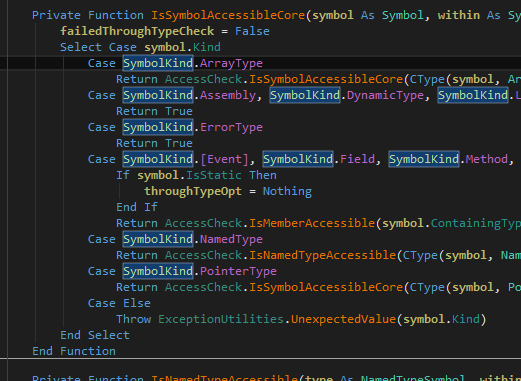 Private Function IsSymbolAccessibleCore(symbol As Symbol, within As Sy
failedThroughTypeCheck = False
Select Case symbol.Kind
Case SymbolKind.ArrayType
Return AccessCheck.IsSymbolAccessibleCore(CType(symbol, Ar
Case SymbolKind.Assembly, SymbolKind.DynamicType, SymbolKind.L
Return True
Case SymbolKind.ErrorType
Return True
Case SymbolKind.[Event], SymbolKind.Field, SymbolKind.Method,
If symbol.IsStatic Then
throughTypeOpt = Nothing
End If
Return AccessCheck.IsMemberAccessible(symbol.ContainingTyp
Case SymbolKind.NamedType
Return AccessCheck.IsNamedTypeAccessible(CType(symbol, Nam
Case SymbolKind.PointerType
Return AccessCheck.IsSymbolAccessibleCore(CType(symbol, Po
Case Else
Throw ExceptionUtilities.UnexpectedValue(symbol.Kind)
End Select
End Function
Private Function IsNamedTypeAccessible(type As NamedTypeSymbol, within